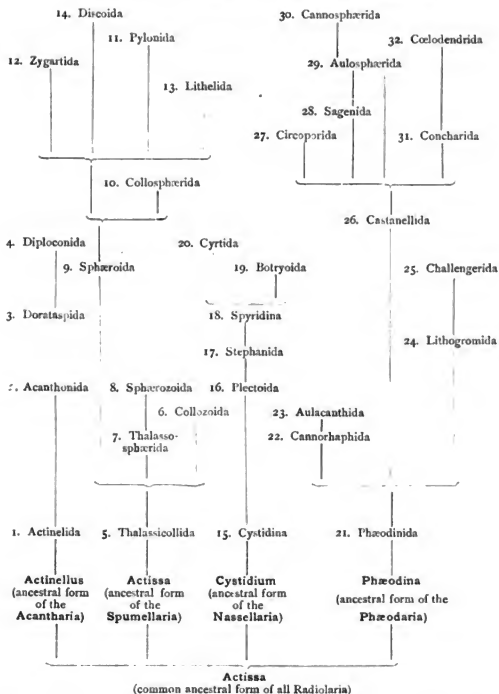 14. Discoida
30. Cannosphærida
11. Pylonida
32. Cœlodendrida
12. Zygartida
29. Aulosphærida
13. Lithelida
28. Sagenida
27. Circoporida
31. Concharida
10. Collosphærida
26. Castanellida
4. Diploconida
20. Cyrtida
9. Sphæroida
19. Botryoida
25. Challengerida
3. Dorataspida
18. Spyridina
24. Lithogromida
17. Stephanida
Acanthonida
8. Sphærozoida
16. Plectoida
6. Collozoida
23. Aulacanthida
7. Thalasso-
sphærida
22. Cannorhaphida
1. Actinelida
5. Thalassicollida
15. Cystidina
21. Phæodinida
Actinellus
(ancestral form
of the
Acantharia)
Actissa
(ancestral form
of the
Spumellaria)
Cystidium
(ancestral form
of the
Nassellaria)
Phæodina
(ancestral form of the
Phæodaria)
Actissa
(common ancestral form of all Radiolaria)